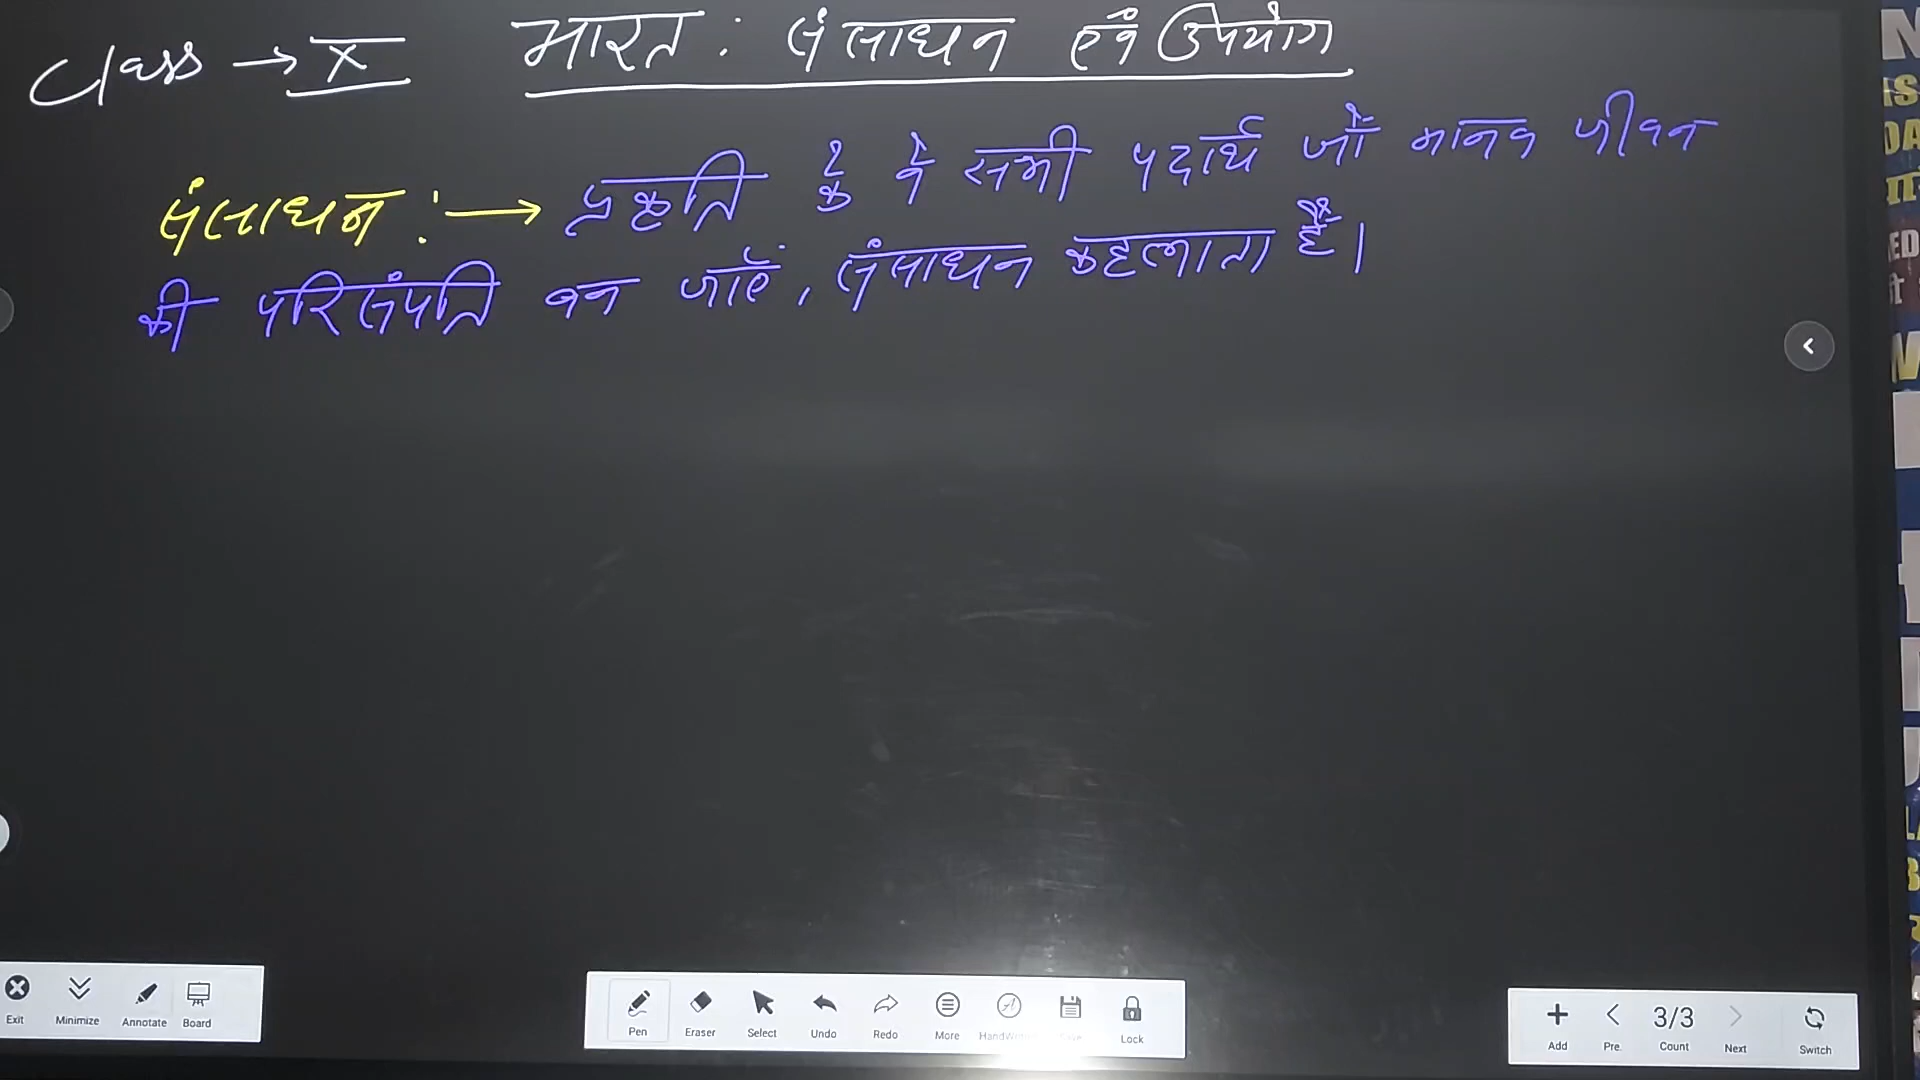 Class → X भारत : संसाधन एवं उपयोग
संसाधन :→ प्रकृति के वे सभी पदार्थ जो मानव जीवन
की परिसंपति बन जाएं, संसाधन कहलाता है।
Exit Minimize Annotate Board
Pen Eraser Select Undo Redo More Lock
Add Pre. 3/3 Count Next Switch